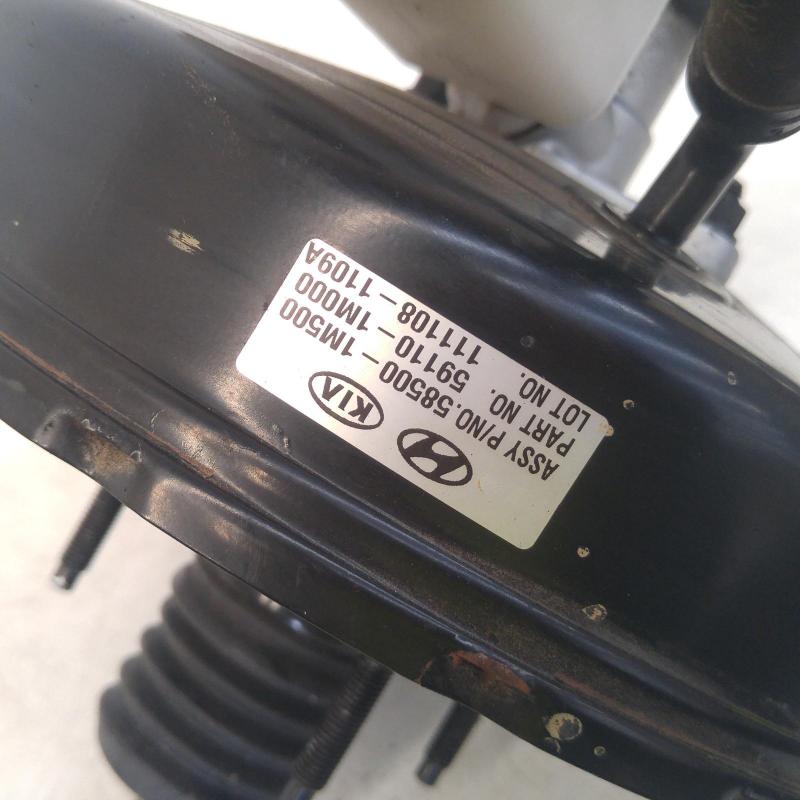 KIA
ASSY P/NO.58500-1M500
PART NO. 59110-1M000
LOT NO. 111108-1109A